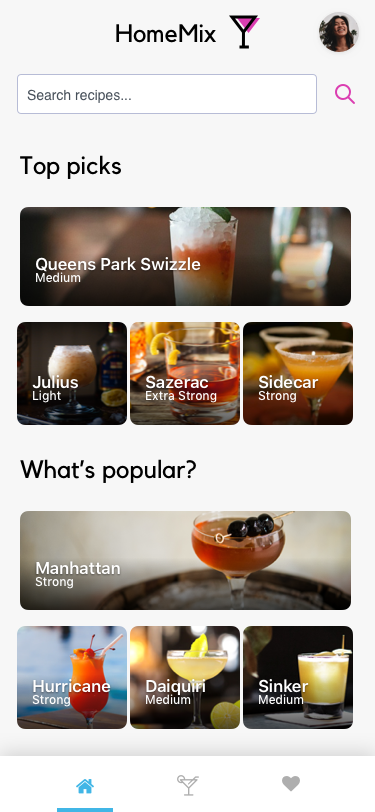 HomeMix
Search recipes...
Top picks
Queens Park Swizzle
Medium
Julius
Light
Sazerac
Extra Strong
Sidecar
Strong
What's popular?
Manhattan
Strong
Hurricane
Strong
Daiquiri
Medium
Sinker
Medium